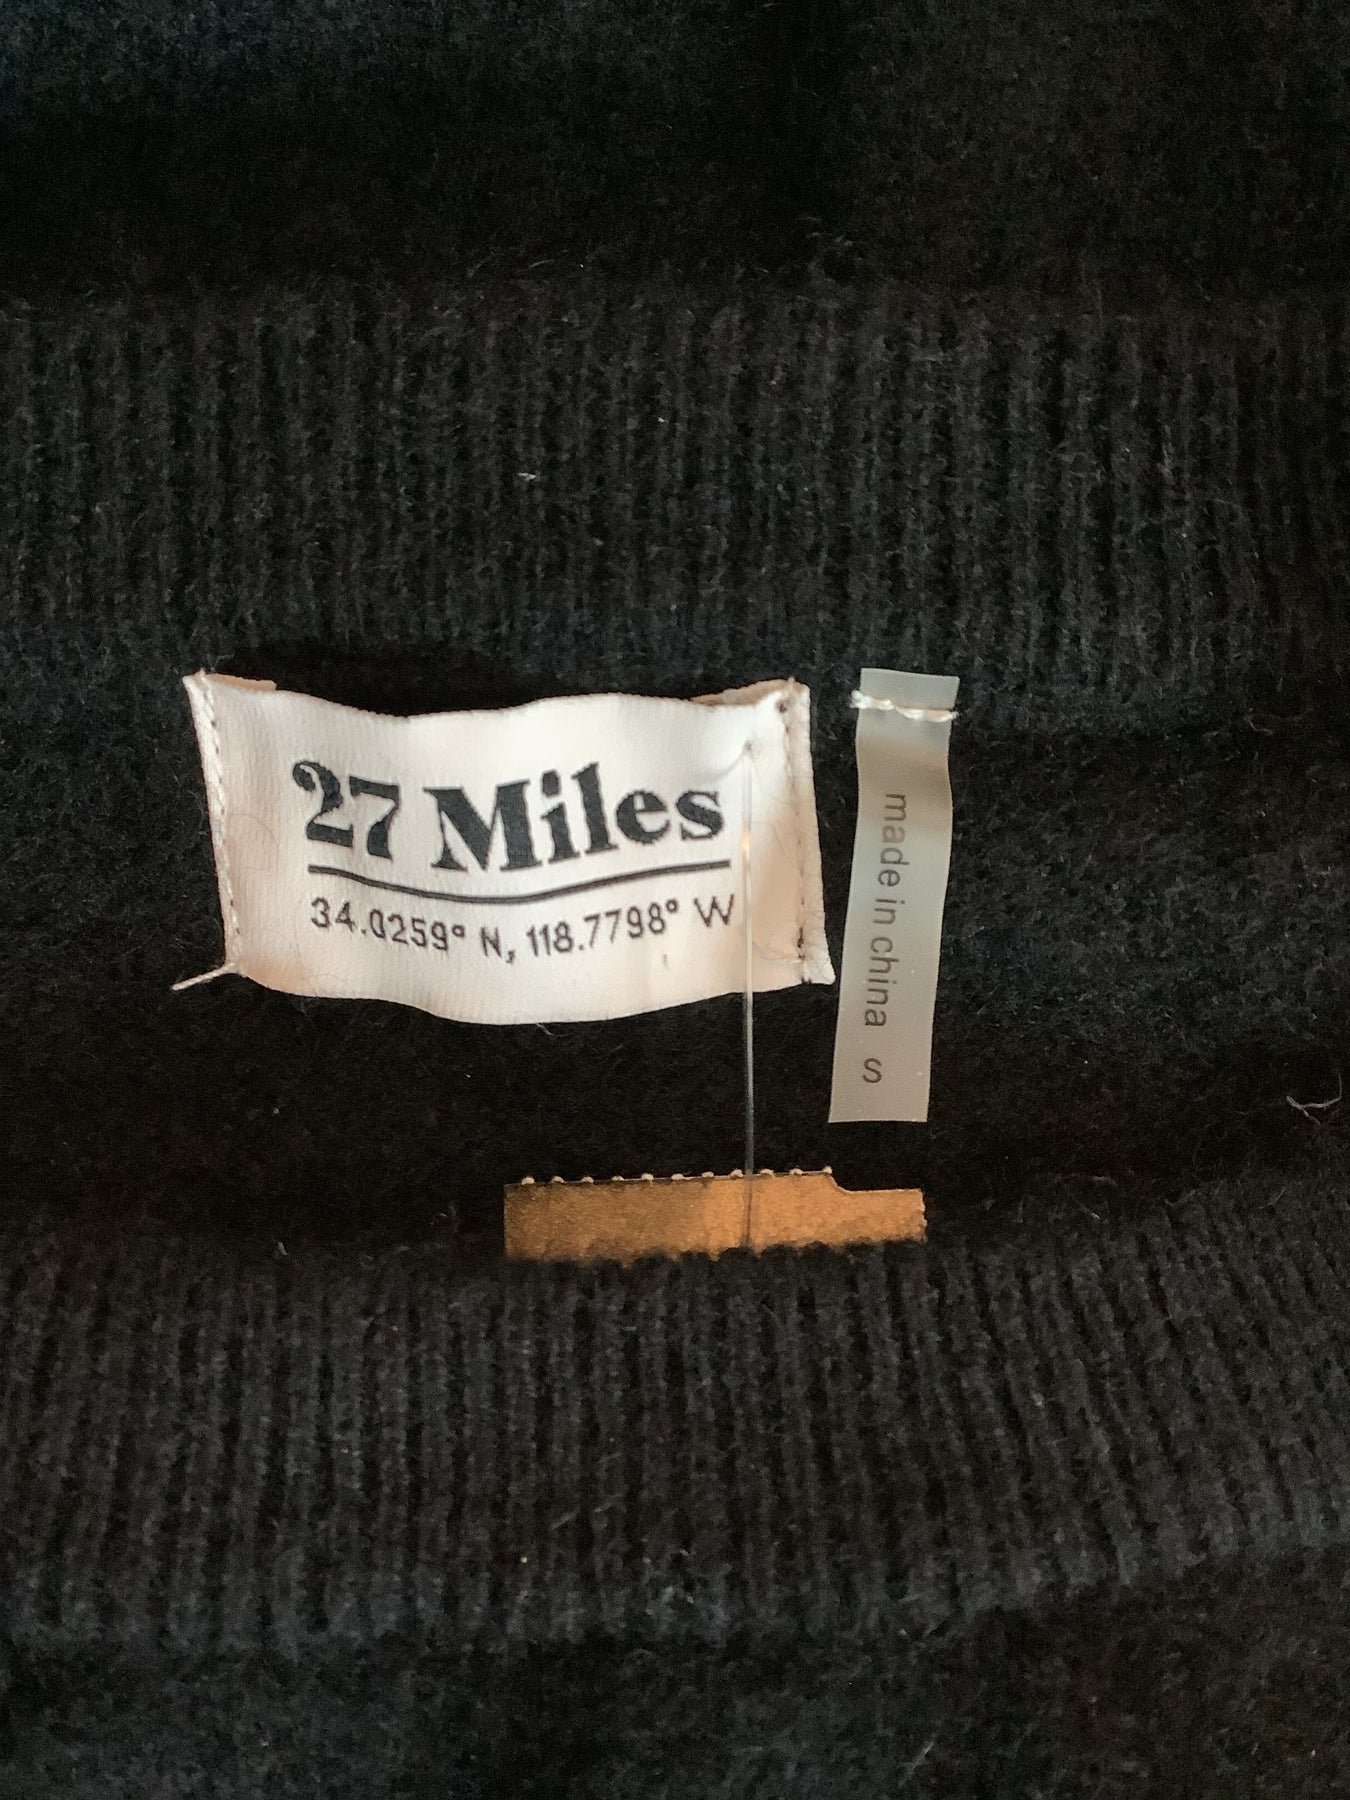 27 Miles
34.0259° N, 118.7798° W
made in china S